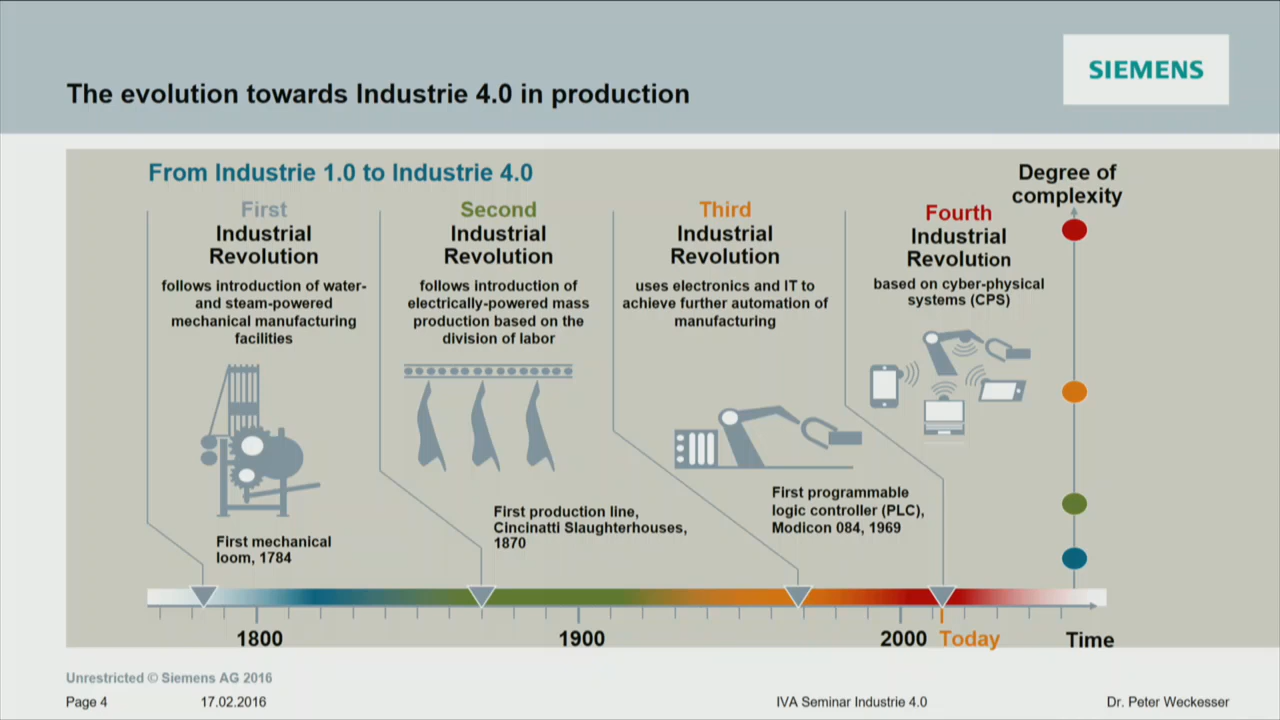 SIEMENS
The evolution towards Industrie 4.0 in production
From Industrie 1.0 to Industrie 4.0
Degree of
complexity
First
Industrial
Revolution
follows introduction of water-
and steam-powered
mechanical manufacturing
facilities
First mechanical
loom, 1784
Second
Industrial
Revolution
follows introduction of
electrically-powered mass
production based on the
division of labor
First production line,
Cincinatti Slaughterhouses,
1870
Third
Industrial
Revolution
uses electronics and IT to
achieve further automation of
manufacturing
First programmable
logic controller (PLC),
Modicon 084, 1969
Fourth
Industrial
Revolution
based on cyber-physical
systems (CPS)
1800
1900
2000
Today
Time
Unrestricted © Siemens AG 2016
Page 4
17.02.2016
IVA Seminar Industrie 4.0
Dr. Peter Weckesser